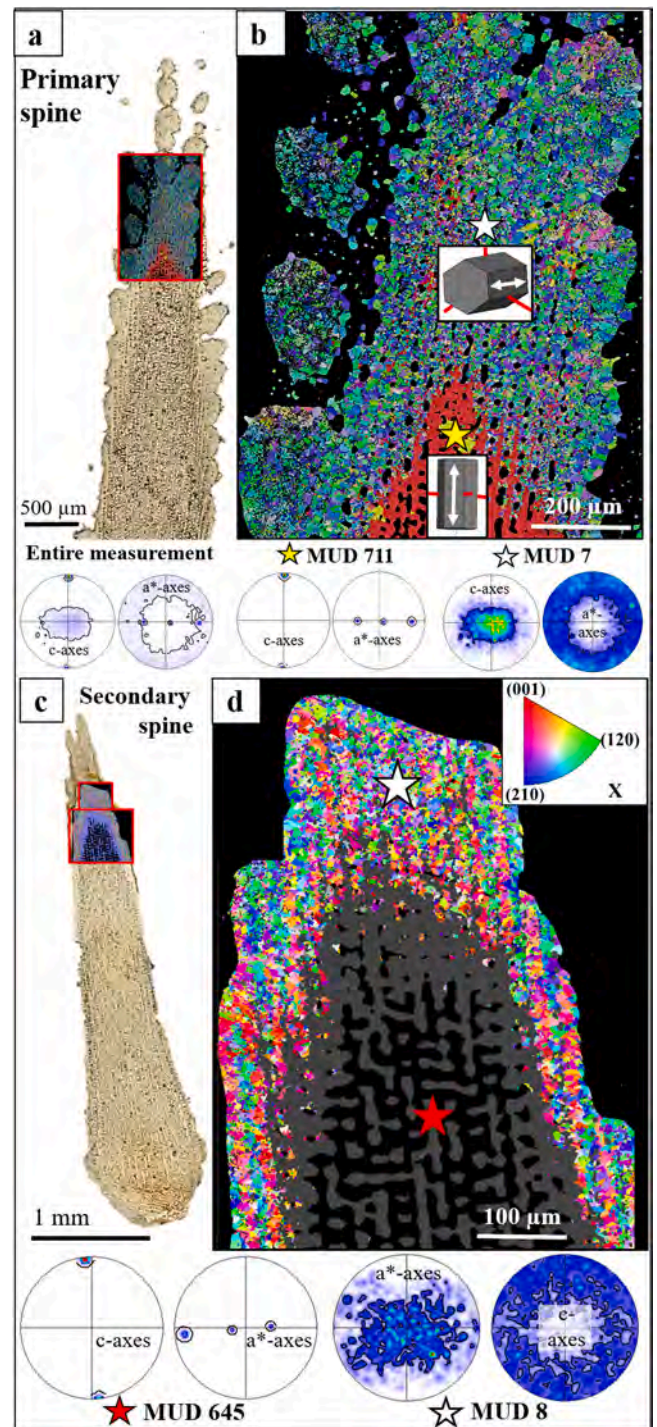 a
Primary
spine
500 µm
b
200 µm
Entire measurement
MUD 711
MUD 7
c-axes
a*-axes
c-axes
a*-axes
c-axes
a*-
axes
c
Secondary
spine
1 mm
d
(001)
(120)
(210)
X
100 µm
c-axes
a*-axes
a*-axes
c-
axes
MUD 645
MUD 8